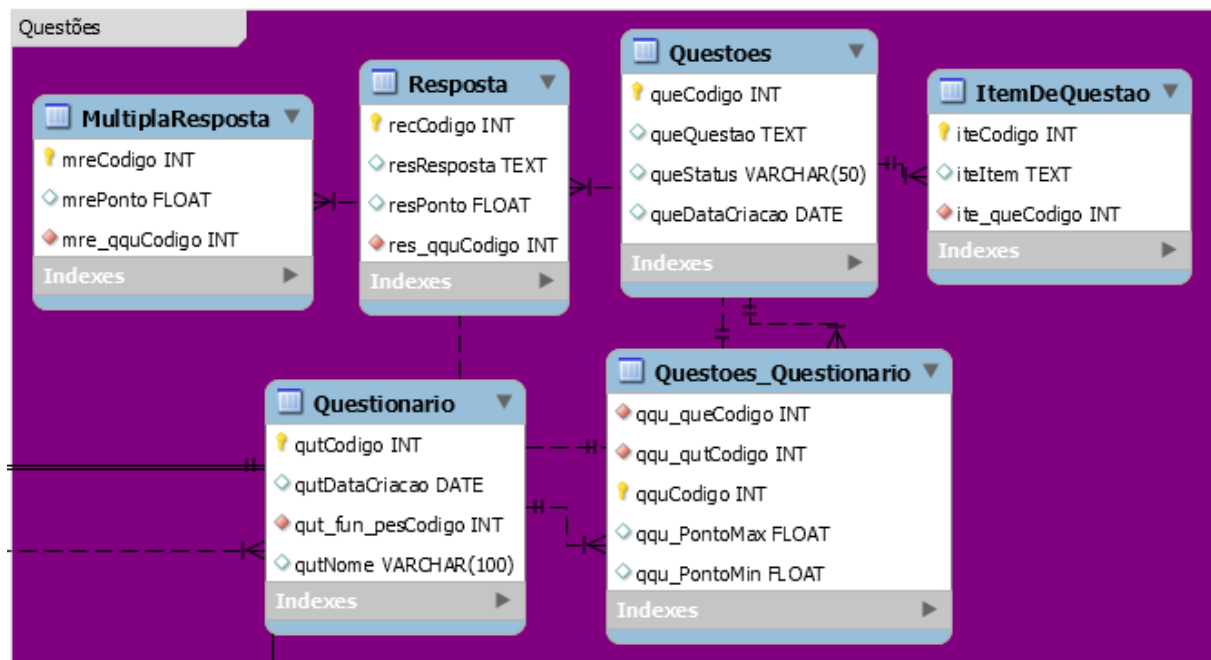 Questões
MultiplaResposta
mreCodigo INT
mrePonto FLOAT
mre_qquCodigo INT
Indexes
Resposta
recCodigo INT
resResposta TEXT
resPonto FLOAT
res_qquCodigo INT
Indexes
Questoes
queCodigo INT
queQuestao TEXT
queStatus VARCHAR(50)
queDataCriacao DATE
Indexes
ItemDeQuestao
iteCodigo INT
iteItem TEXT
ite_queCodigo INT
Indexes
Questionario
qutCodigo INT
qutDataCriacao DATE
qut_fun_pesCodigo INT
qutNome VARCHAR(100)
Indexes
Questoes_Questionario
qqu_queCodigo INT
qqu_qutCodigo INT
qquCodigo INT
qqu_PontoMax FLOAT
qqu_PontoMin FLOAT
Indexes